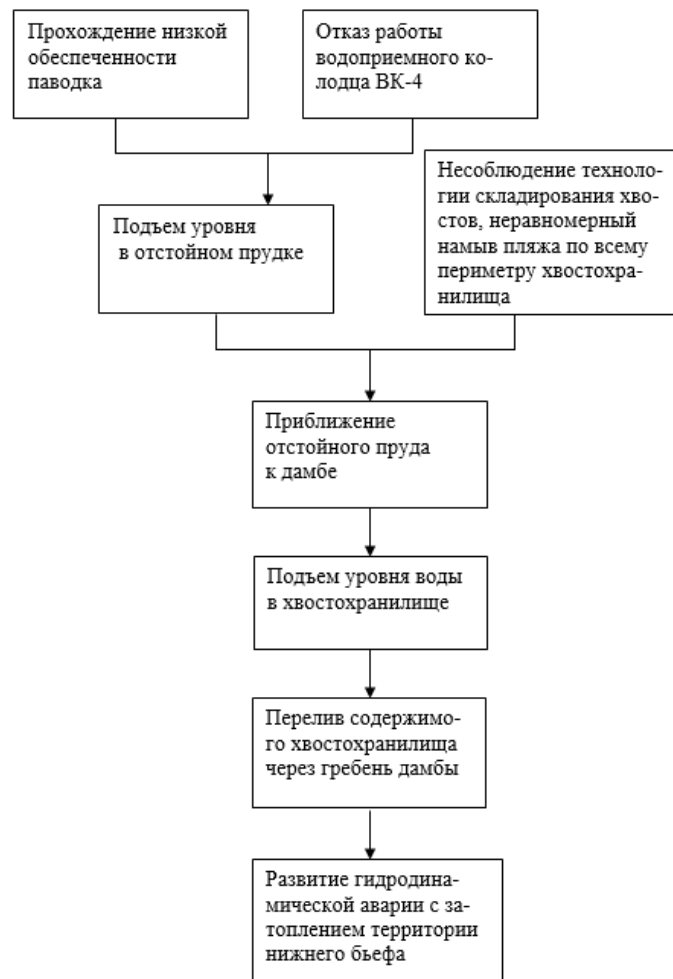 Прохождение низкой
обеспеченности
паводка
Отказ работы
водоприемного ко-
лодца ВК-4
Несоблюдение техноло-
гии складирования хво-
стов, неравномерный
намыв пляжа по всему
периметру хвостохра-
нилища
Подъем уровня
в отстойном прудке
Приближение
отстойного пруда
к дамбе
Подъем уровня воды
в хвостохранилище
Перелив содержимо-
го хвостохранилища
через гребень дамбы
Развитие гидродина-
мической аварии с за-
топлением территории
нижнего бьефа